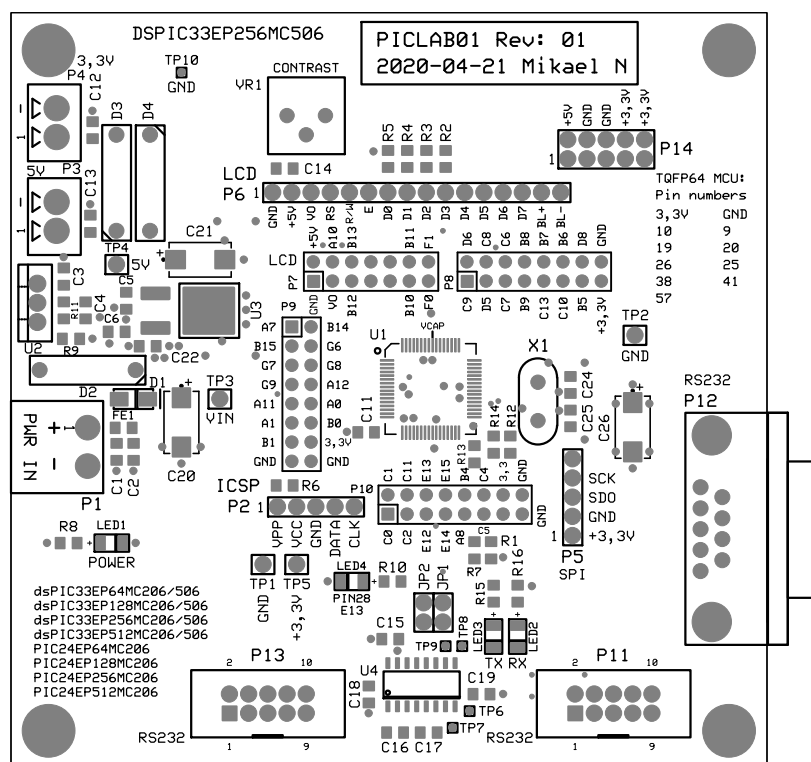 DSPIC33EP256MC506
PICLAB01 Rev: 01
2020-04-21 Mikael N
3,3V
P4
C12
TP10
GND
VR1
CONTRAST
D3
D4
1
5V
P3
C13
1
R5
R4
R3
R2
+5V
GND
GND
+3,3V
+3,3V
1
P14
LCD
P6
1
C14
GND
+5V
VO
RS
R/W
E
D0
D1
D2
D3
D4
D5
D6
D7
BL+
BL-
TQFP64 MCU:
Pin numbers
3,3V GND
10 9
19 20
26 25
38 41
57
C21
+
TP4
5V
LCD
P7
+5V
A10
B13
B11
F1
VO
B12
B10
F0
P8
D6
C8
C6
B8
B7
B6
D8
GND
C9
D5
C7
B9
C13
C10
B5
+3,3V
C3
R11
C4
C5
C6
U3
U2
R9
C22
P9
GND
A7 B14
B15 G6
G7 G8
G9 A12
A11 A0
A1 B0
B1 3,3V
GND GND
U1
VCAP
X1
TP2
GND
C24
C25
C26
+
RS232
P12
D2
D1
FE1
+
TP3
VIN
C20
C11
R14
R12
R13
PWR IN
+
-
P1
C1
C2
ICSP
P2
1
R6
VPP
VCC
GND
DATA
CLK
P10
C1
C11
E13
E15
B4
C4
3,3
GND
C0
C2
E12
E14
A8
C5
GND
SCK
SDO
GND
+3,3V
1
P5
SPI
R8
LED1
+
POWER
R1
R7
R16
R15
TP1
GND
TP5
+3,3V
LED4
+
PIN28
E13
R10
JP2
JP1
dsPIC33EP64MC206/506
dsPIC33EP128MC206/506
dsPIC33EP256MC206/506
dsPIC33EP512MC206/506
PIC24EP64MC206
PIC24EP128MC206
PIC24EP256MC206
PIC24EP512MC206
C15
TP9
TP8
LED3
LED2
+
+
TX
RX
U4
P13
2 10
1 9
RS232
C18
C19
TP6
TP7
C16
C17
P11
2 10
1 9
RS232